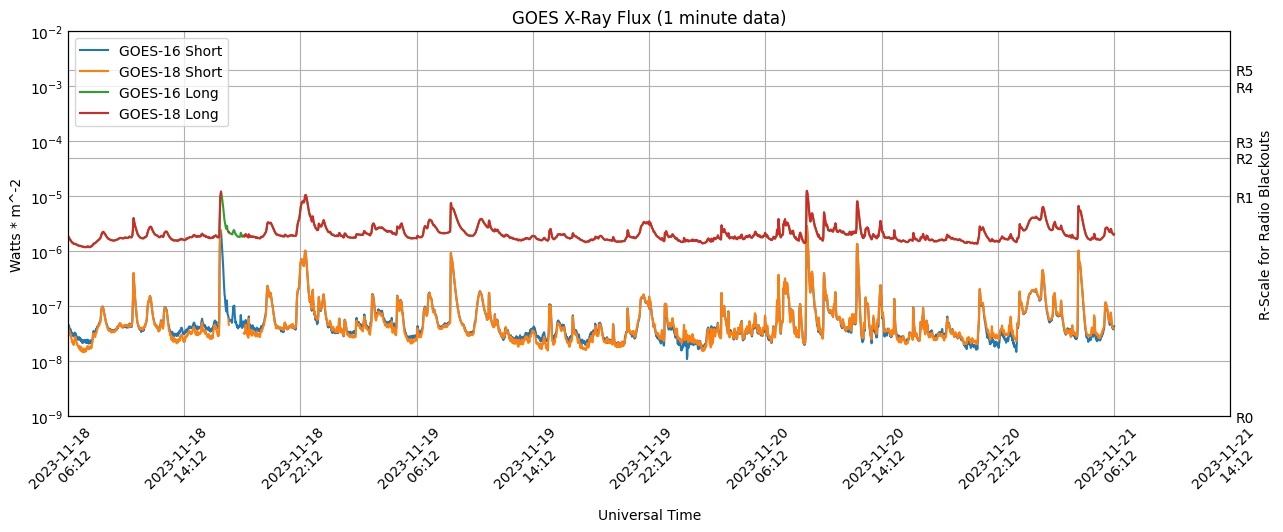 GOES X-Ray Flux (1 minute data)
GOES-16 Short
GOES-18 Short
GOES-16 Long
GOES-18 Long
10^-2
10^-3
10^-4
10^-5
10^-6
10^-7
10^-8
10^-9
Watts * m^-2
R5
R4
R3
R2
R1
R0
R-Scale for Radio Blackouts
2023-11-18
06:12
2023-11-18
14:12
2023-11-18
22:12
2023-11-19
06:12
2023-11-19
14:12
2023-11-19
22:12
2023-11-20
06:12
2023-11-20
14:12
2023-11-20
22:12
2023-11-21
06:12
2023-11-21
14:12
Universal Time